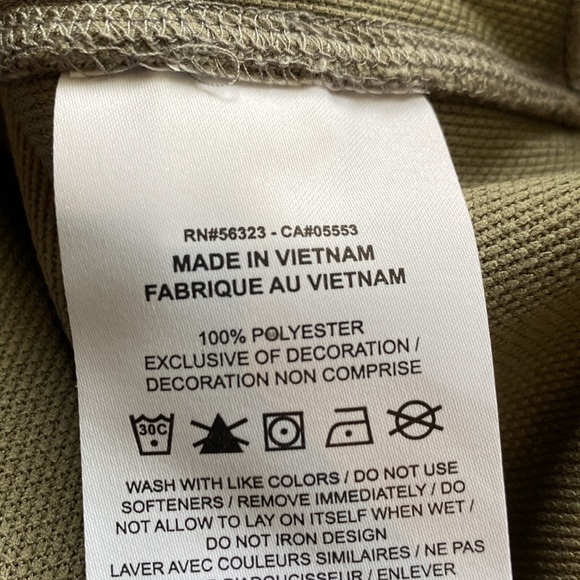 RN#56323 - CA#05553
MADE IN VIETNAM
FABRIQUE AU VIETNAM
100% POLYESTER
EXCLUSIVE OF DECORATION /
DECORATION NON COMPRISE
30C
WASH WITH LIKE COLORS / DO NOT USE
SOFTENERS / REMOVE IMMEDIATELY / DO
NOT ALLOW TO LAY ON ITSELF WHEN WET /
DO NOT IRON DESIGN
LAVER AVEC COULEURS SIMILAIRES / NE PAS
D'ADOUCISSANT / ENLEVER